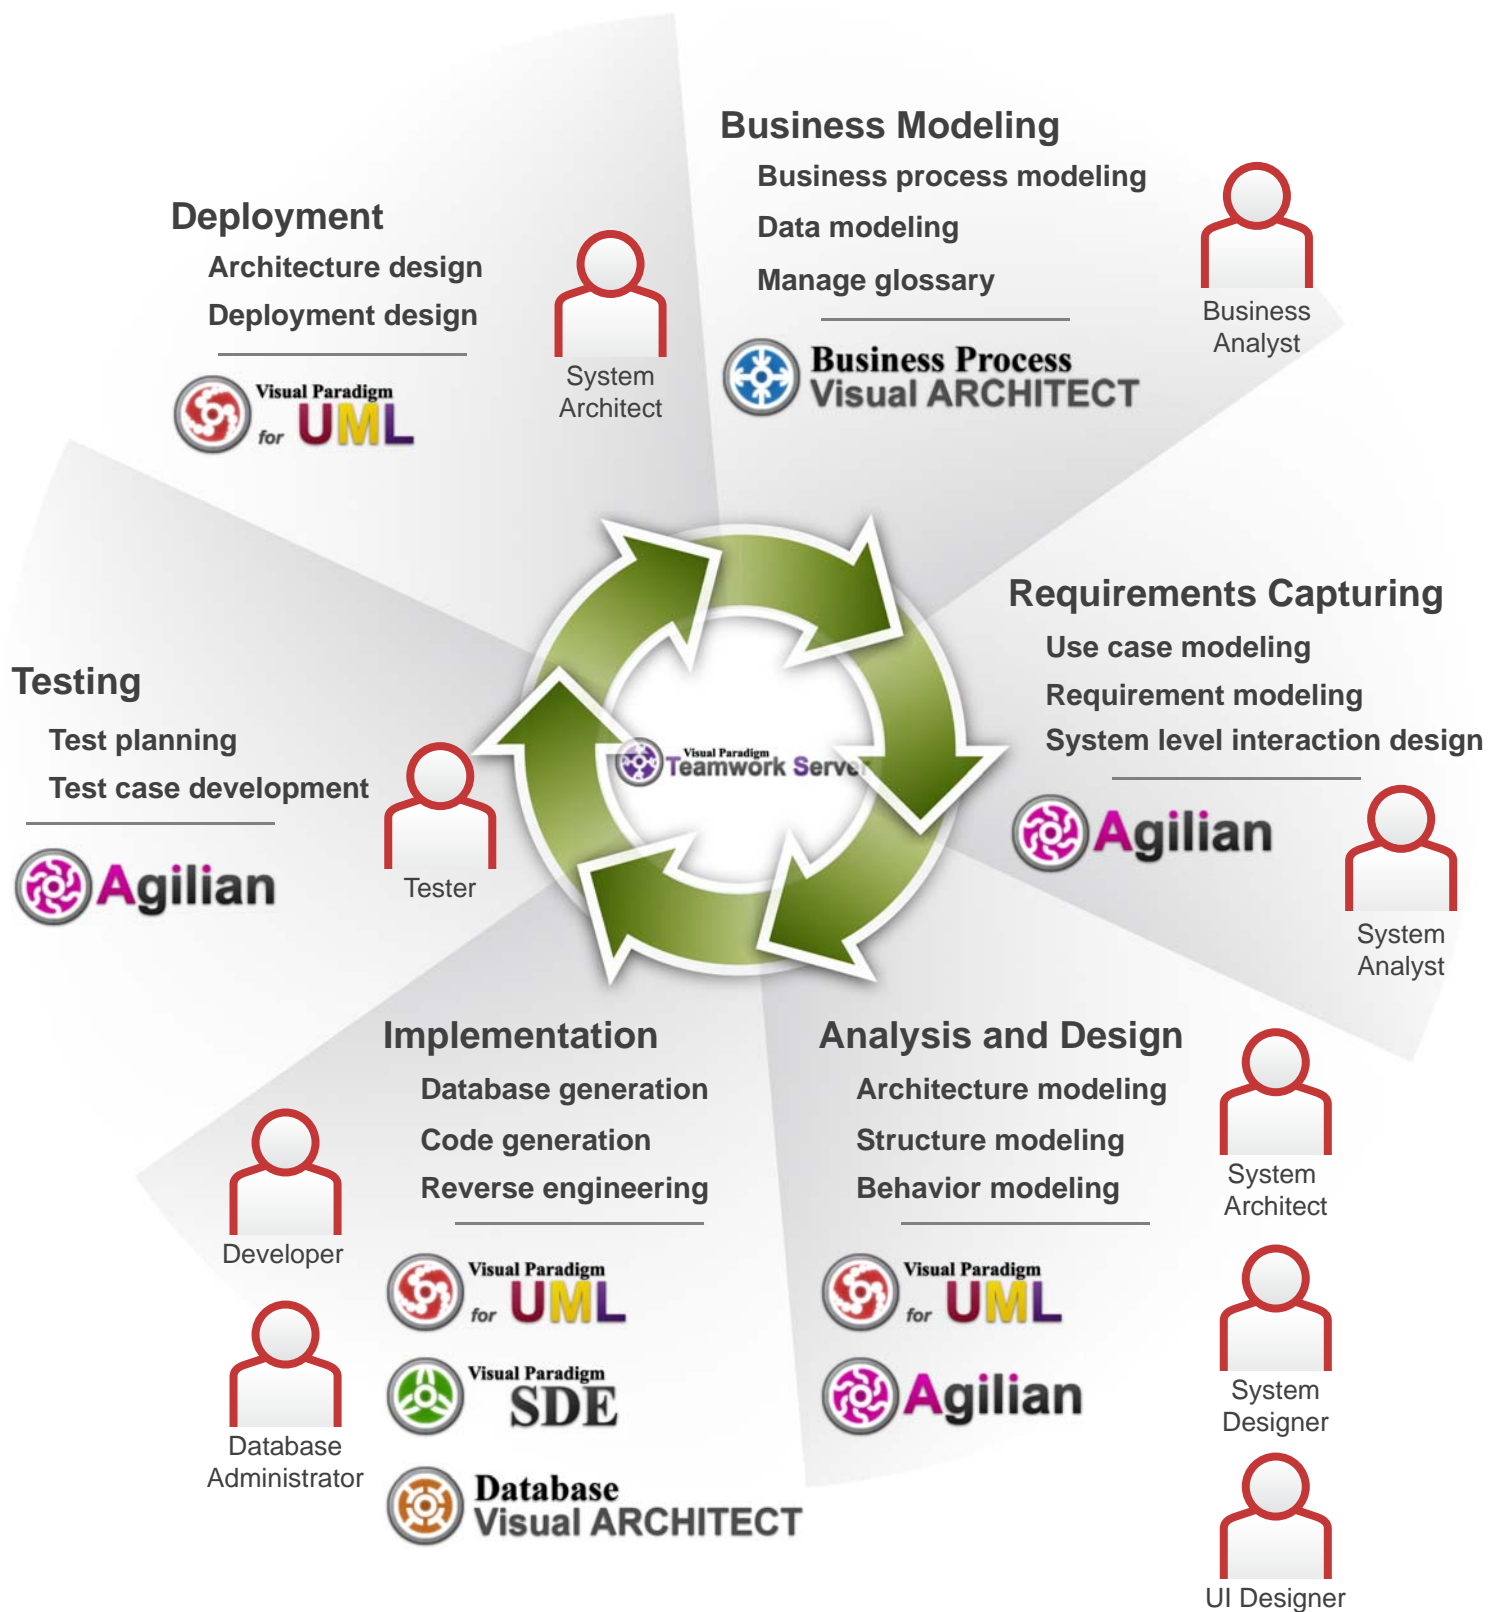 Business Modeling
Business process modeling
Data modeling
Manage glossary
Business Process
Visual ARCHITECT
Business
Analyst
Requirements Capturing
Use case modeling
Requirement modeling
System level interaction design
Agilian
System
Analyst
Analysis and Design
Architecture modeling
Structure modeling
Behavior modeling
Visual Paradigm
for UML
Agilian
System
Architect
System
Designer
UI Designer
Implementation
Database generation
Code generation
Reverse engineering
Visual Paradigm
for UML
Visual Paradigm
SDE
Database
Visual ARCHITECT
Developer
Database
Administrator
Testing
Test planning
Test case development
Agilian
Tester
Deployment
Architecture design
Deployment design
Visual Paradigm
for UML
System
Architect
Visual Paradigm
Teamwork Server